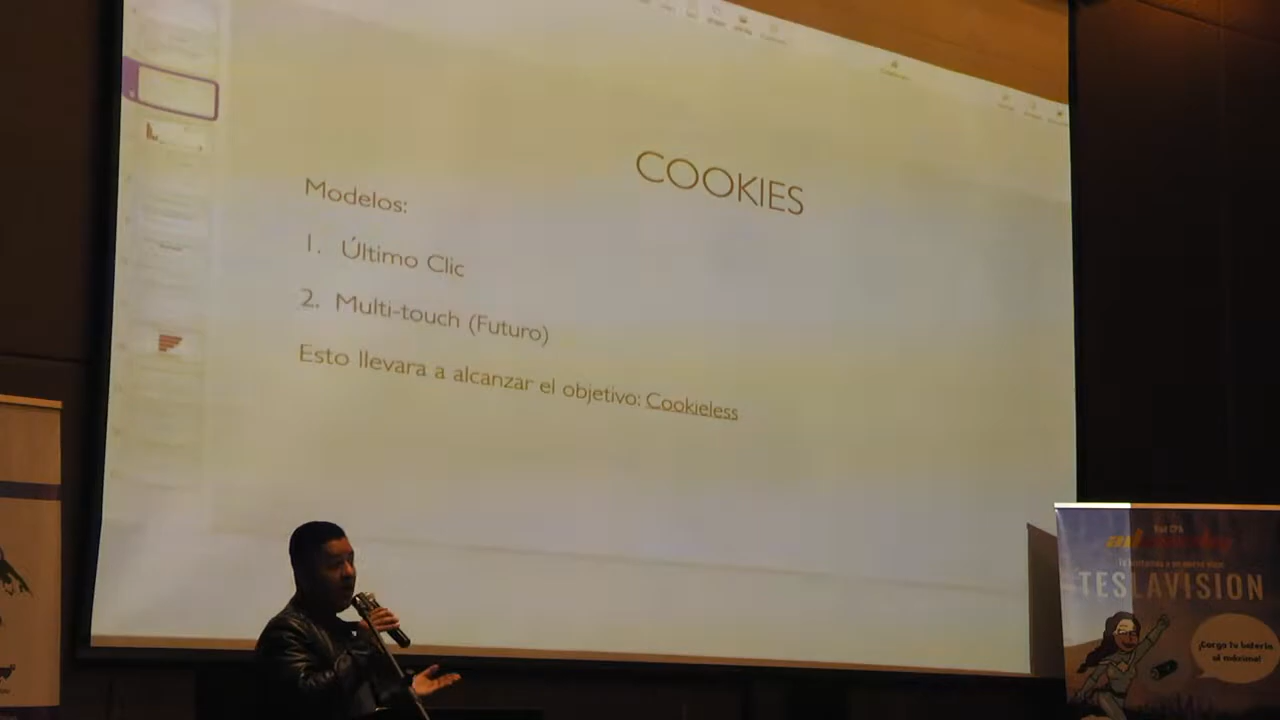 COOKIES
Modelos:
1. Último Clic
2. Multi-touch (Futuro)
Esto llevara a alcanzar el objetivo: Cookieless
TESLAVISION
¡Carga tu batería
al máximo!